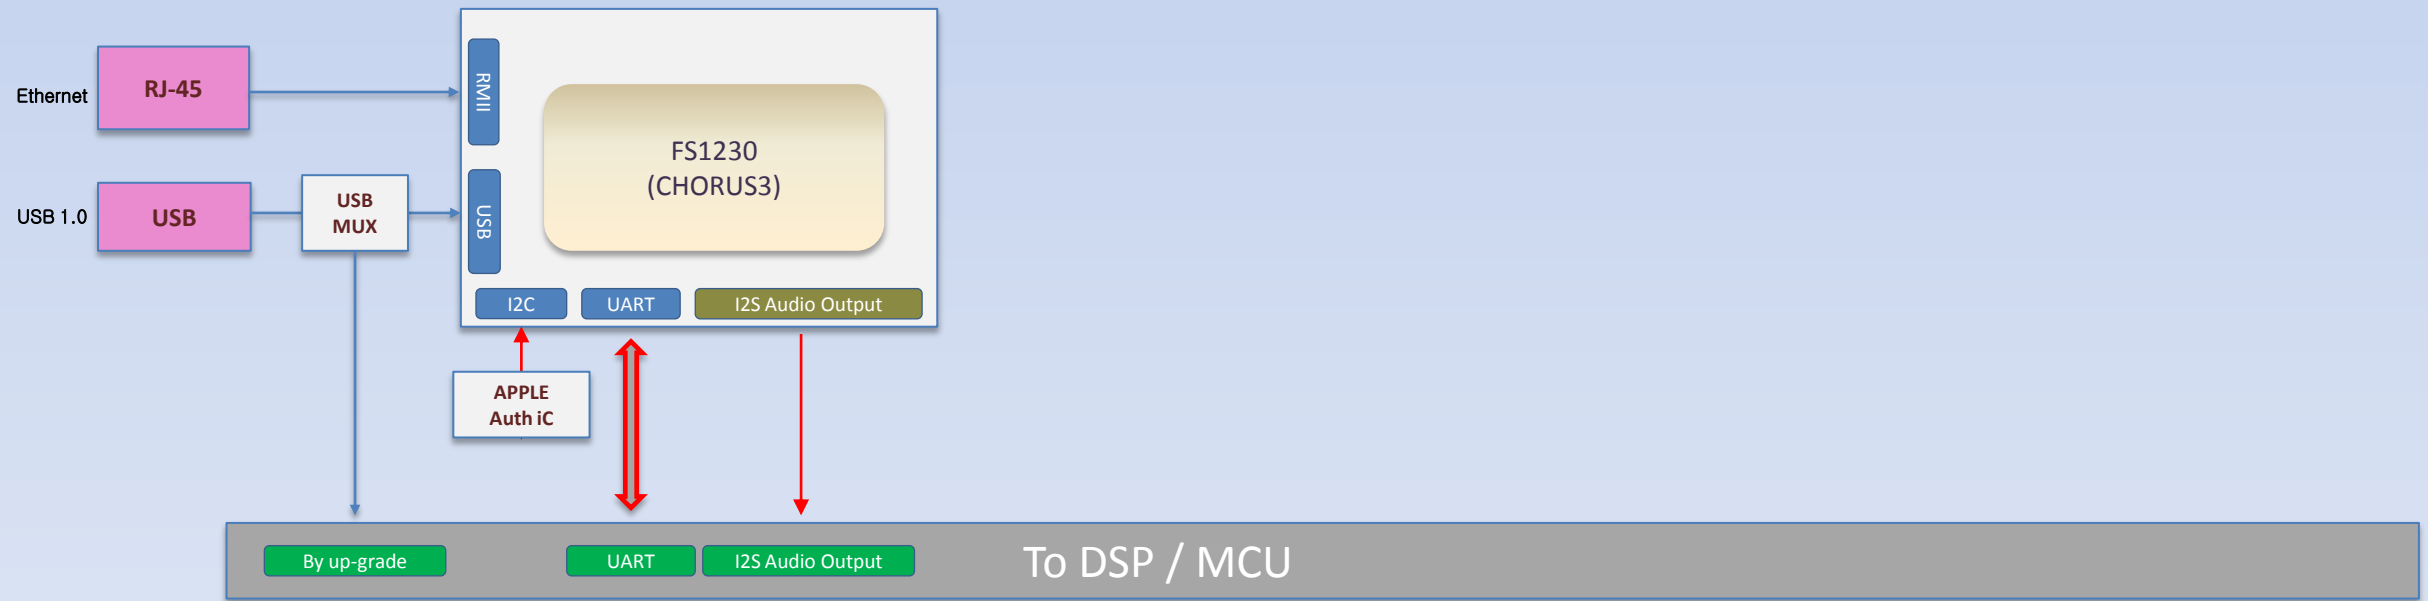 Ethernet
RJ-45
RMII
FS1230
(CHORUS3)
USB 1.0
USB
USB
MUX
USB
I2C
UART
I2S Audio Output
APPLE
Auth iC
By up-grade
UART
I2S Audio Output
To DSP / MCU